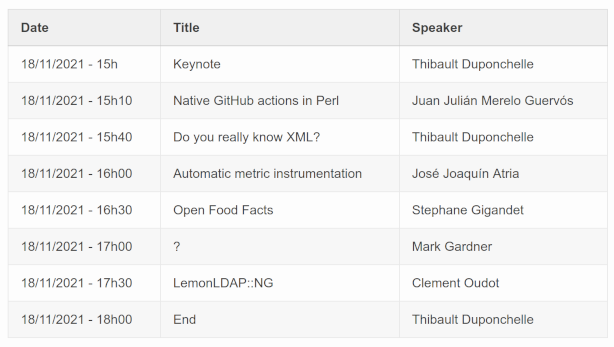 Date Title Speaker
18/11/2021 - 15h Keynote Thibault Duponchelle
18/11/2021 - 15h10 Native GitHub actions in Perl Juan Julián Merelo Guervós
18/11/2021 - 15h40 Do you really know XML? Thibault Duponchelle
18/11/2021 - 16h00 Automatic metric instrumentation José Joaquín Atria
18/11/2021 - 16h30 Open Food Facts Stephane Gigandet
18/11/2021 - 17h00 ? Mark Gardner
18/11/2021 - 17h30 LemonLDAP::NG Clement Oudot
18/11/2021 - 18h00 End Thibault Duponchelle